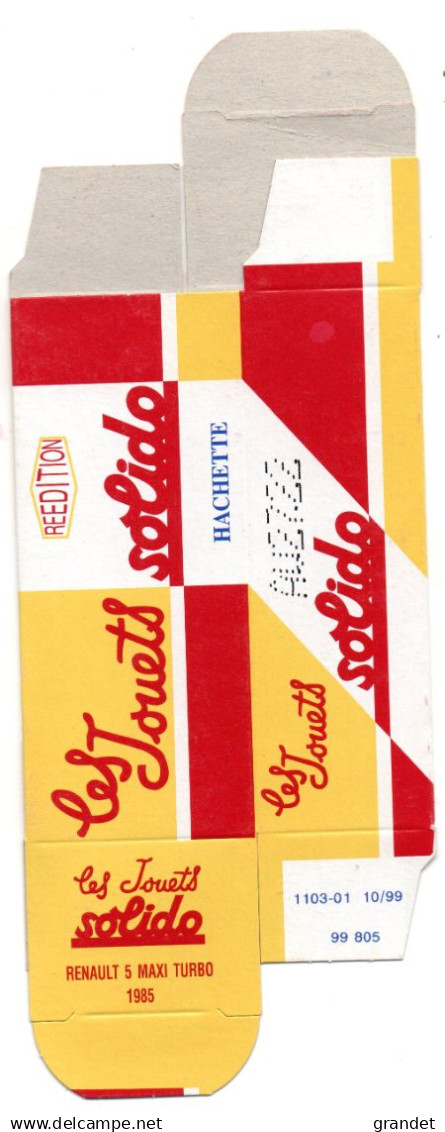 REEDITION
Les Jouets
solido
HACHETTE
Les Jouets
solido
Les Jouets
solido
RENAULT 5 MAXI TURBO
1985
1103-01 10/99
99 805
delcampe.net
grandet